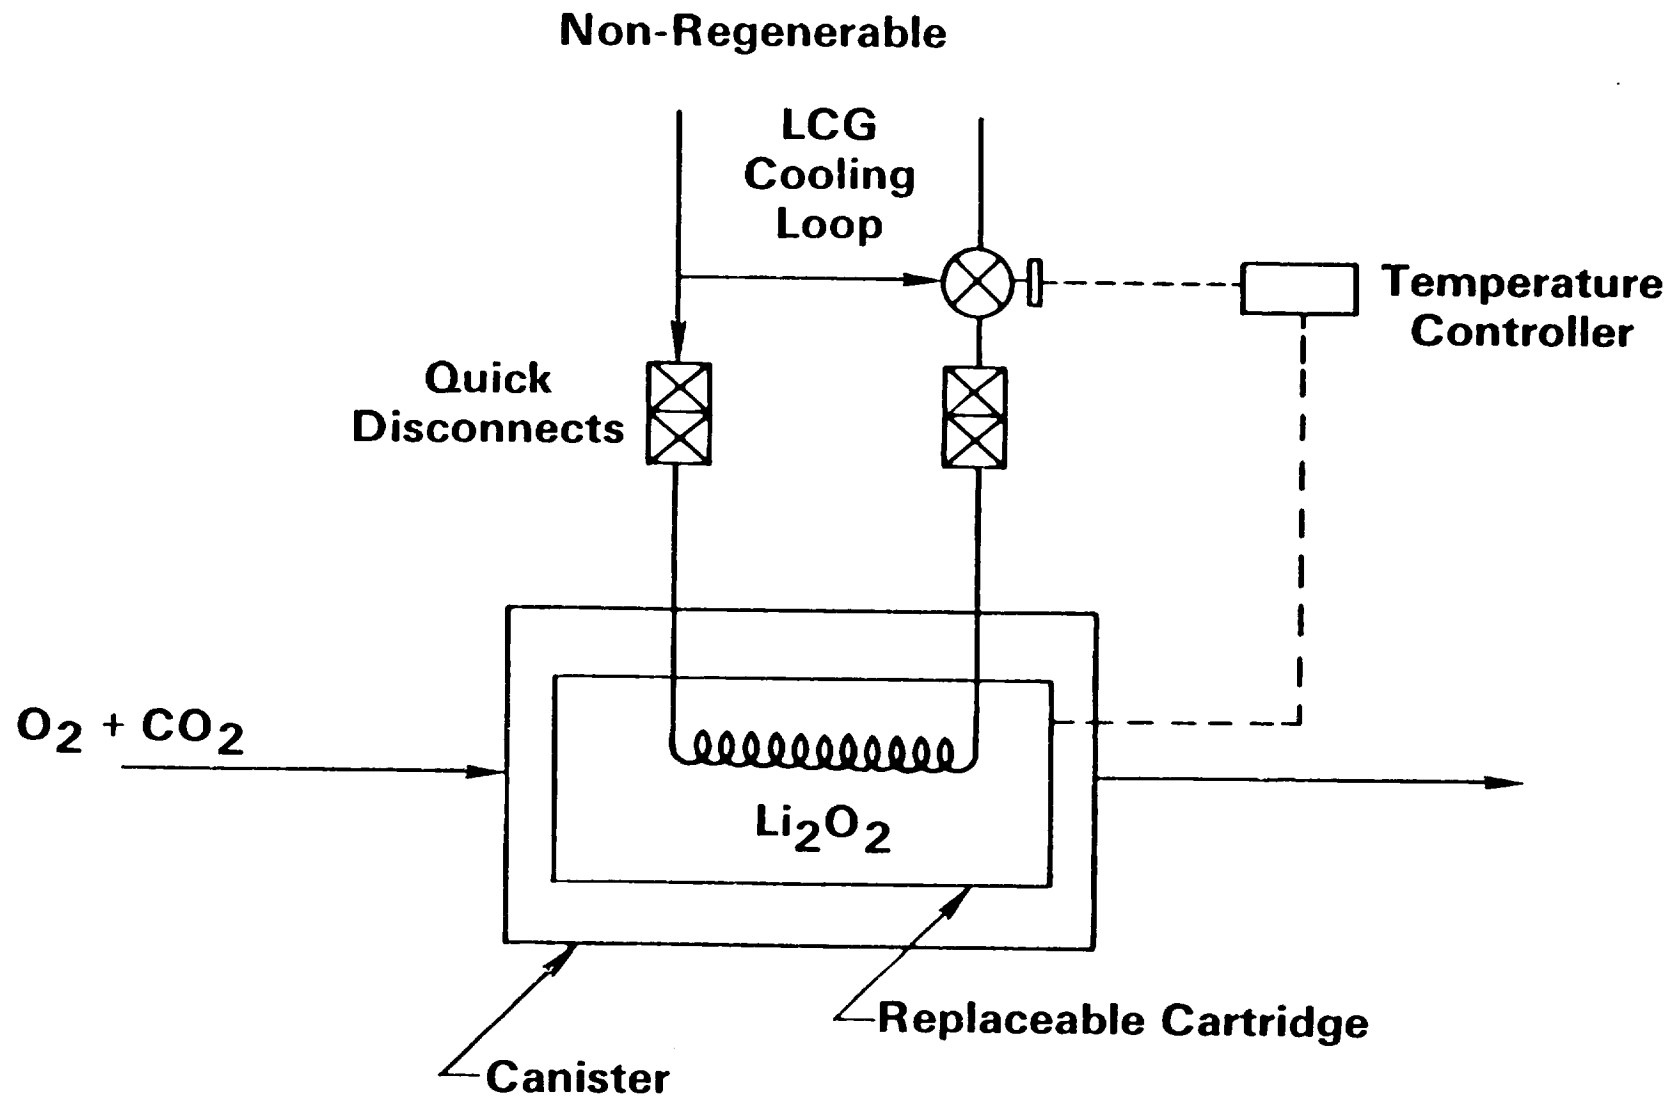 Non-Regenerable
LCG
Cooling
Loop
Temperature
Controller
Quick
Disconnects
O2 + CO2
Li2O2
Replaceable Cartridge
Canister